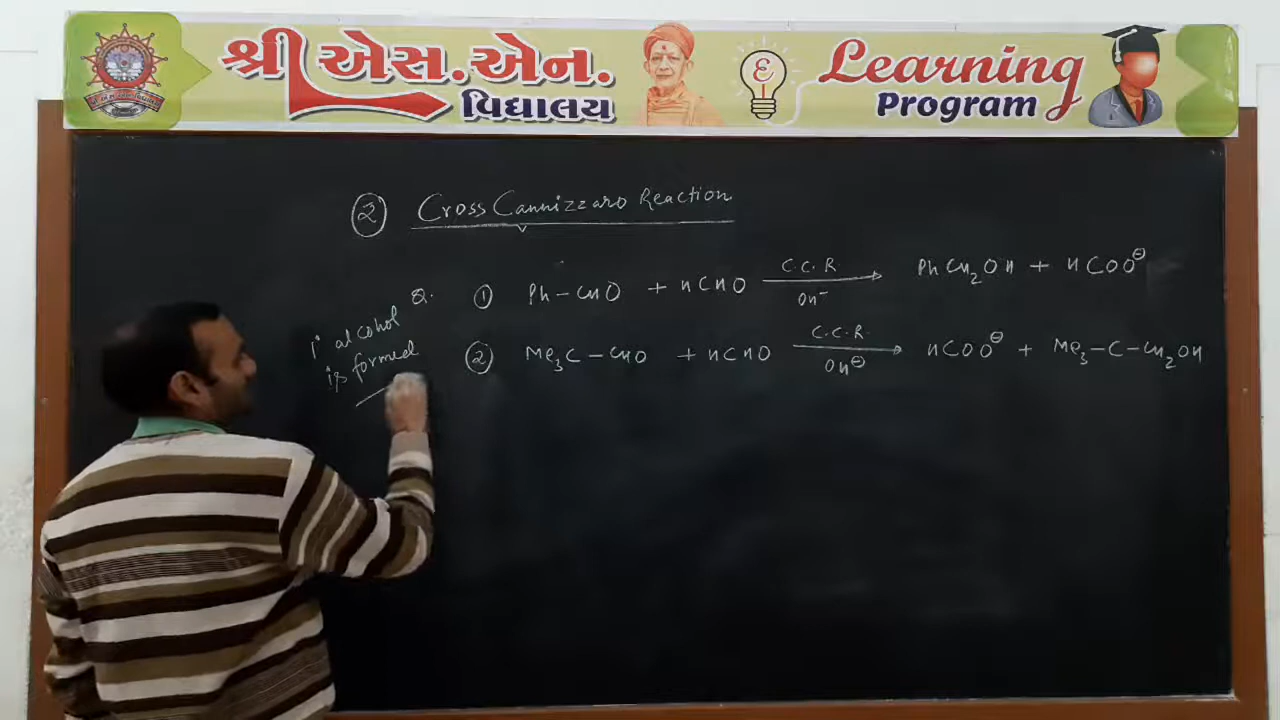 શ્રી એસ.એન.
વિદ્યાલય
Learning
Program
② Cross Cannizzaro Reaction
Q. ① Ph-CHO + HCHO C.C.R OH⁻ PhCH₂OH + HCOO⊖
② Me₃C-CHO + HCHO C.C.R. OH⊖ HCOO⊖ + Me₃-C-CH₂OH
1° alcohol
is formed